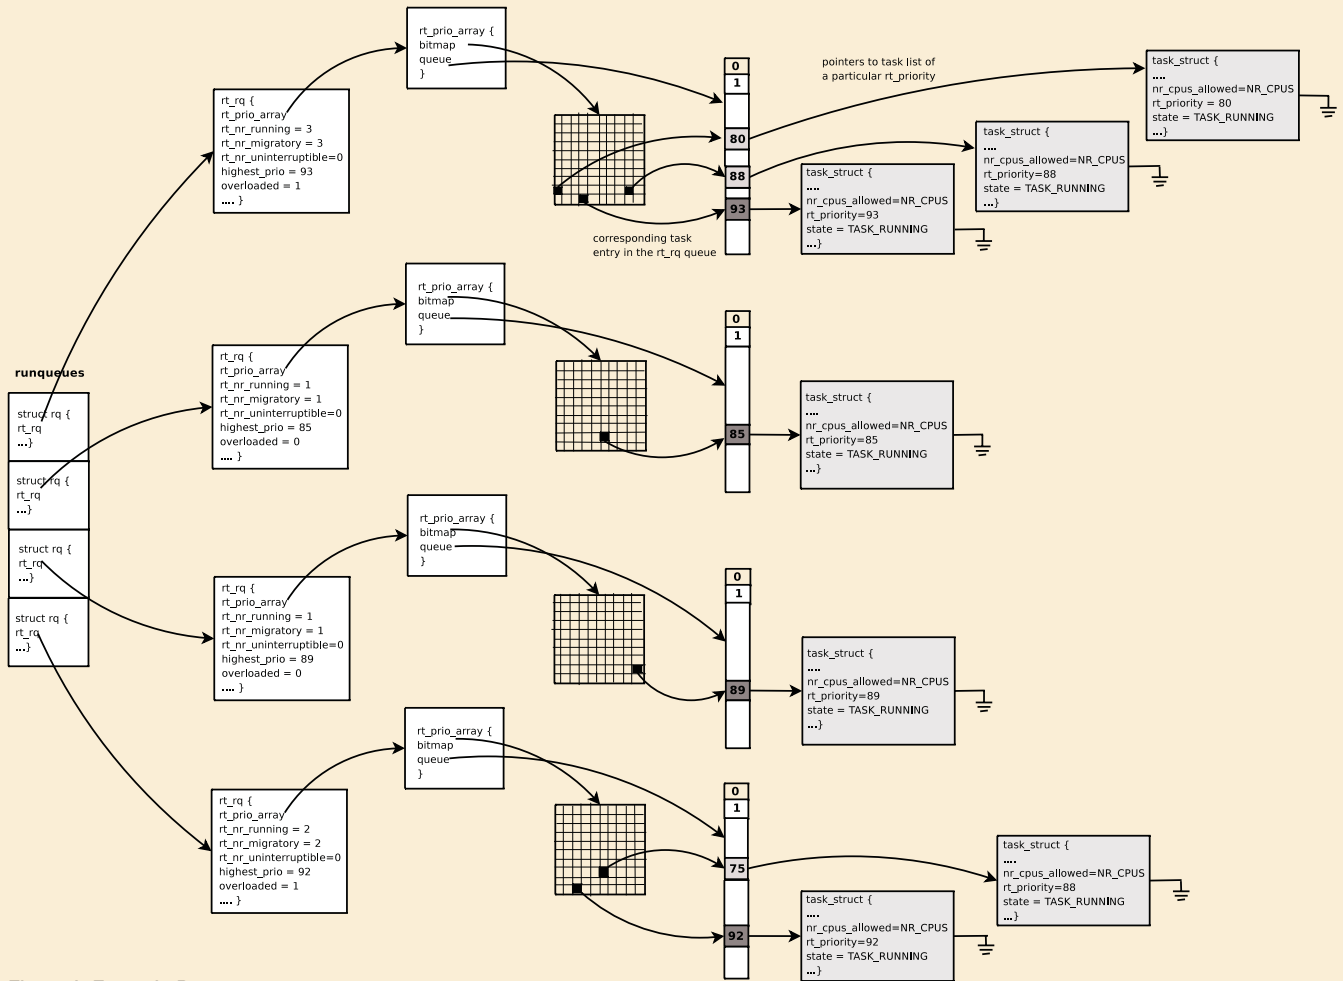 runqueues
struct rq {
rt_rq
...}
struct rq {
rt_rq
...}
struct rq {
rt_rq
...}
struct rq {
rt_rq
...}
rt_rq {
rt_prio_array
rt_nr_running = 3
rt_nr_migratory = 3
rt_nr_uninterruptible=0
highest_prio = 93
overloaded = 1
.... }
rt_prio_array {
bitmap
queue
}
0
1
80
88
93
pointers to task list of
a particular rt_priority
corresponding task
entry in the rt_rq queue
task_struct {
....
nr_cpus_allowed=NR_CPUS
rt_priority = 80
state = TASK_RUNNING
...}
task_struct {
....
nr_cpus_allowed=NR_CPUS
rt_priority=88
state = TASK_RUNNING
...}
task_struct {
....
nr_cpus_allowed=NR_CPUS
rt_priority=93
state = TASK_RUNNING
...}
rt_rq {
rt_prio_array
rt_nr_running = 1
rt_nr_migratory = 1
rt_nr_uninterruptible=0
highest_prio = 85
overloaded = 0
.... }
rt_prio_array {
bitmap
queue
}
0
1
85
task_struct {
....
nr_cpus_allowed=NR_CPUS
rt_priority=85
state = TASK_RUNNING
...}
rt_rq {
rt_prio_array
rt_nr_running = 1
rt_nr_migratory = 1
rt_nr_uninterruptible=0
highest_prio = 89
overloaded = 0
.... }
rt_prio_array {
bitmap
queue
}
0
1
89
task_struct {
....
nr_cpus_allowed=NR_CPUS
rt_priority=89
state = TASK_RUNNING
...}
rt_rq {
rt_prio_array
rt_nr_running = 2
rt_nr_migratory = 2
rt_nr_uninterruptible=0
highest_prio = 92
overloaded = 1
.... }
rt_prio_array {
bitmap
queue
}
0
1
75
92
task_struct {
....
nr_cpus_allowed=NR_CPUS
rt_priority=88
state = TASK_RUNNING
...}
task_struct {
....
nr_cpus_allowed=NR_CPUS
rt_priority=92
state = TASK_RUNNING
...}